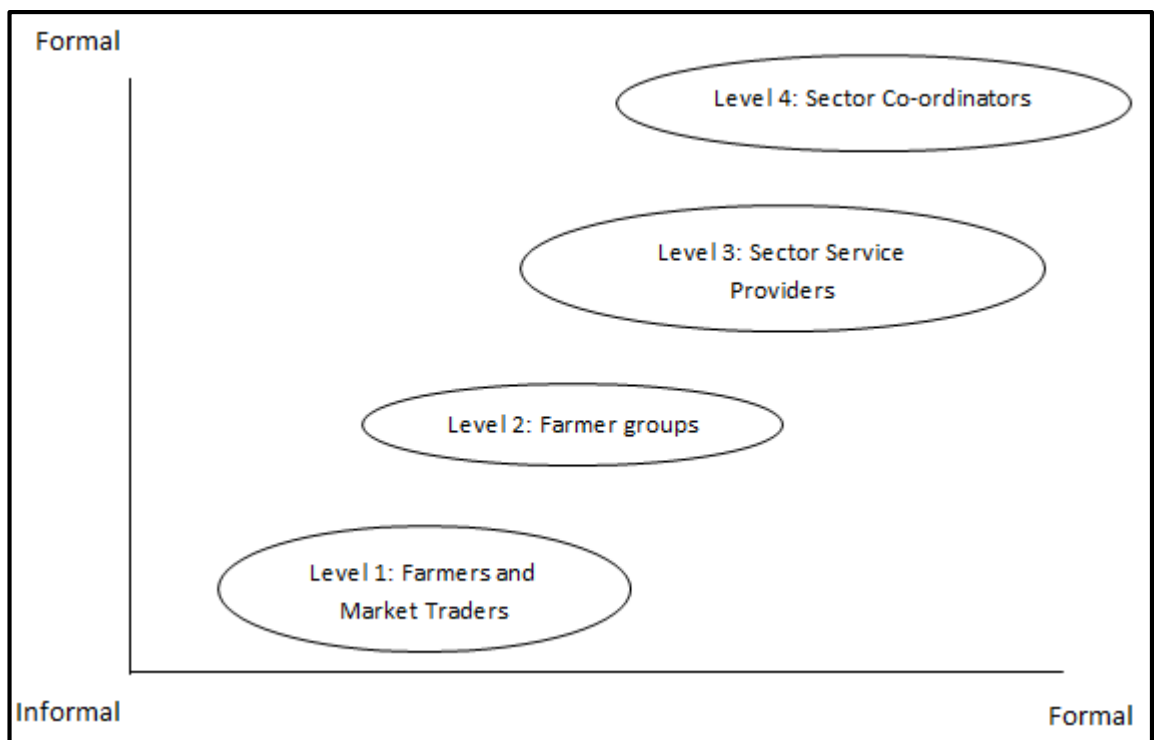 Formal
Level 4: Sector Co-ordinators
Level 3: Sector Service
Providers
Level 2: Farmer groups
Level 1: Farmers and
Market Traders
Informal
Formal